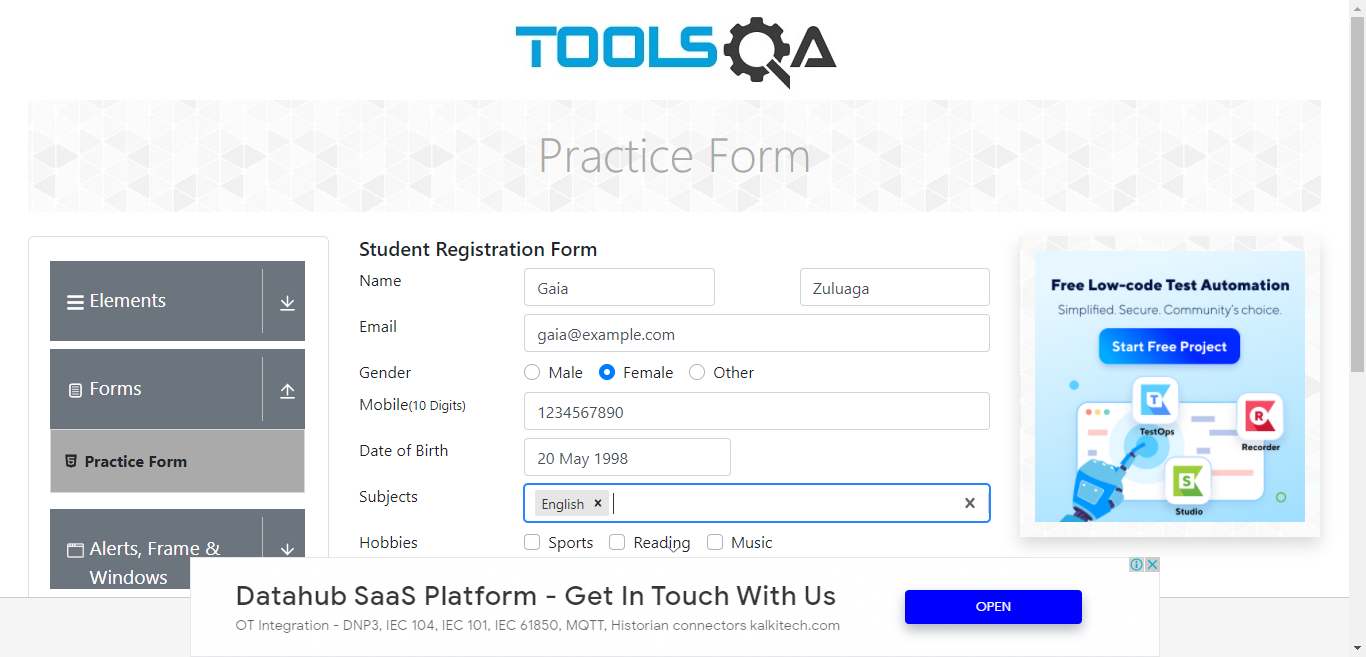 TOOLSQA
Practice Form
Elements
Forms
Practice Form
Alerts, Frame &
Windows
Student Registration Form
Name
Gaia
Zuluaga
Email
gaia@example.com
Gender
Male
Female
Other
Mobile(10 Digits)
1234567890
Date of Birth
20 May 1998
Subjects
English
Hobbies
Sports
Reading
Music
Free Low-code Test Automation
Simplified. Secure. Community's choice.
Start Free Project
TestOps
Recorder
Studio
Datahub SaaS Platform - Get In Touch With Us
OT Integration - DNP3, IEC 104, IEC 101, IEC 61850, MQTT, Historian connectors kalkitech.com
OPEN